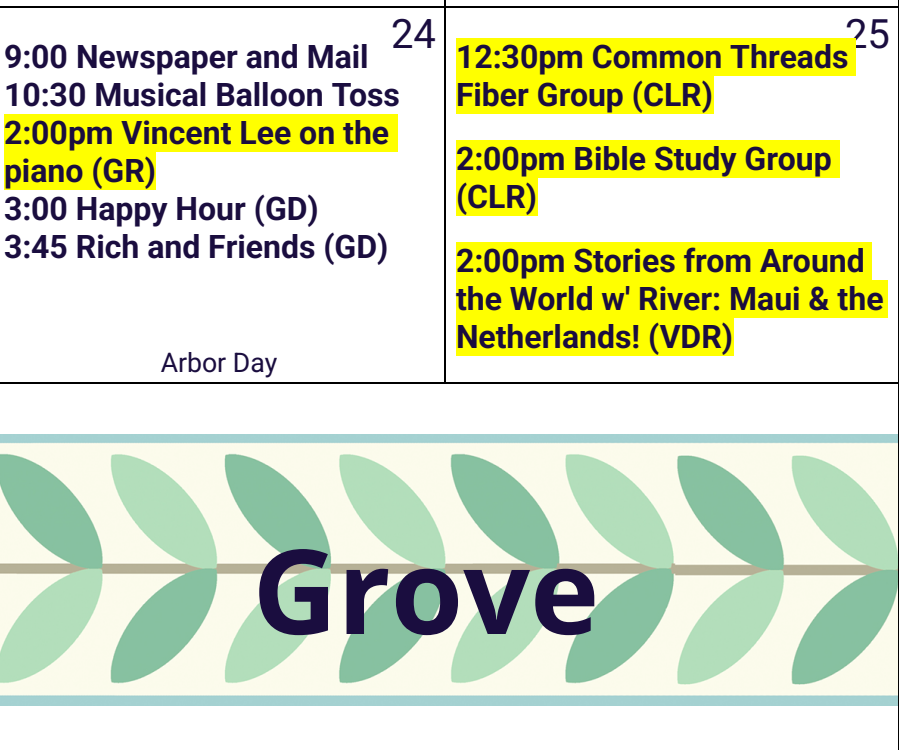 24
9:00 Newspaper and Mail
10:30 Musical Balloon Toss
2:00pm Vincent Lee on the
piano (GR)
3:00 Happy Hour (GD)
3:45 Rich and Friends (GD)
Arbor Day
25
12:30pm Common Threads
Fiber Group (CLR)
2:00pm Bible Study Group
(CLR)
2:00pm Stories from Around
the World w' River: Maui & the
Netherlands! (VDR)
Grove